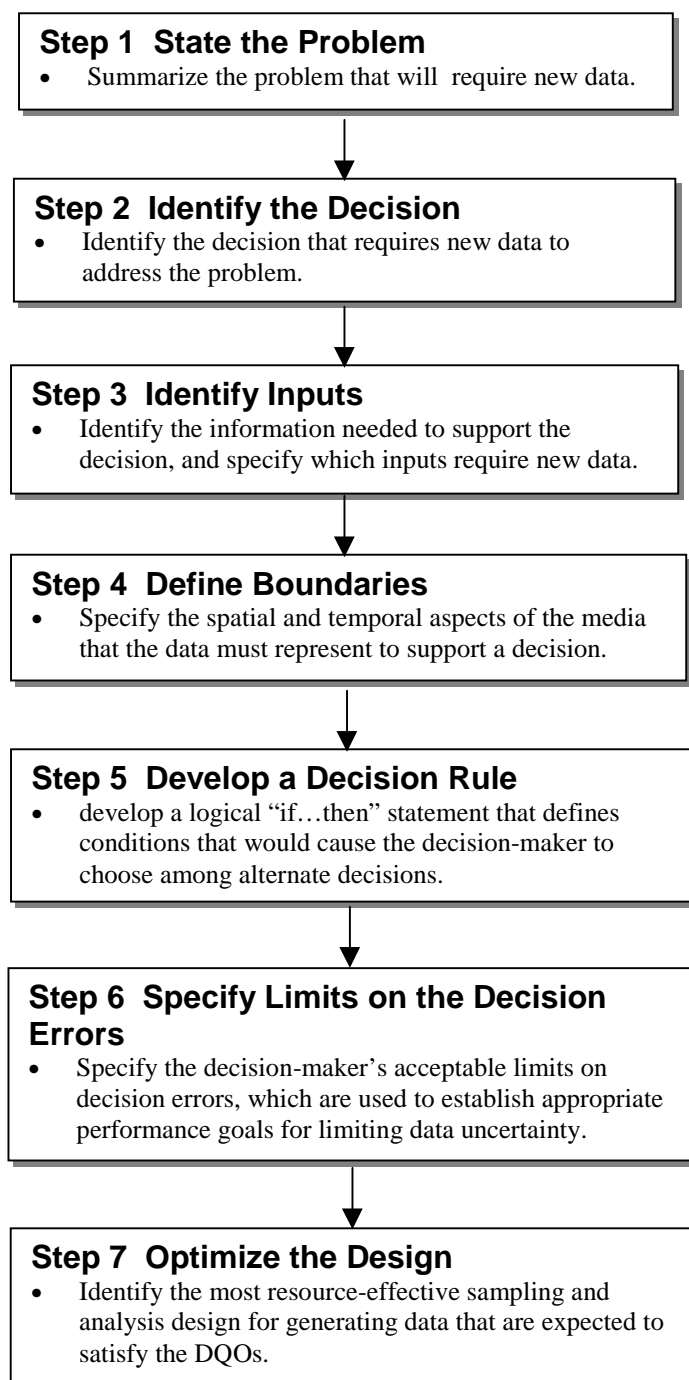 Step 1 State the Problem
• Summarize the problem that will require new data.
Step 2 Identify the Decision
• Identify the decision that requires new data to
address the problem.
Step 3 Identify Inputs
• Identify the information needed to support the
decision, and specify which inputs require new data.
Step 4 Define Boundaries
• Specify the spatial and temporal aspects of the media
that the data must represent to support a decision.
Step 5 Develop a Decision Rule
• develop a logical “if…then” statement that defines
conditions that would cause the decision-maker to
choose among alternate decisions.
Step 6 Specify Limits on the Decision
Errors
• Specify the decision-maker’s acceptable limits on
decision errors, which are used to establish appropriate
performance goals for limiting data uncertainty.
Step 7 Optimize the Design
• Identify the most resource-effective sampling and
analysis design for generating data that are expected to
satisfy the DQOs.